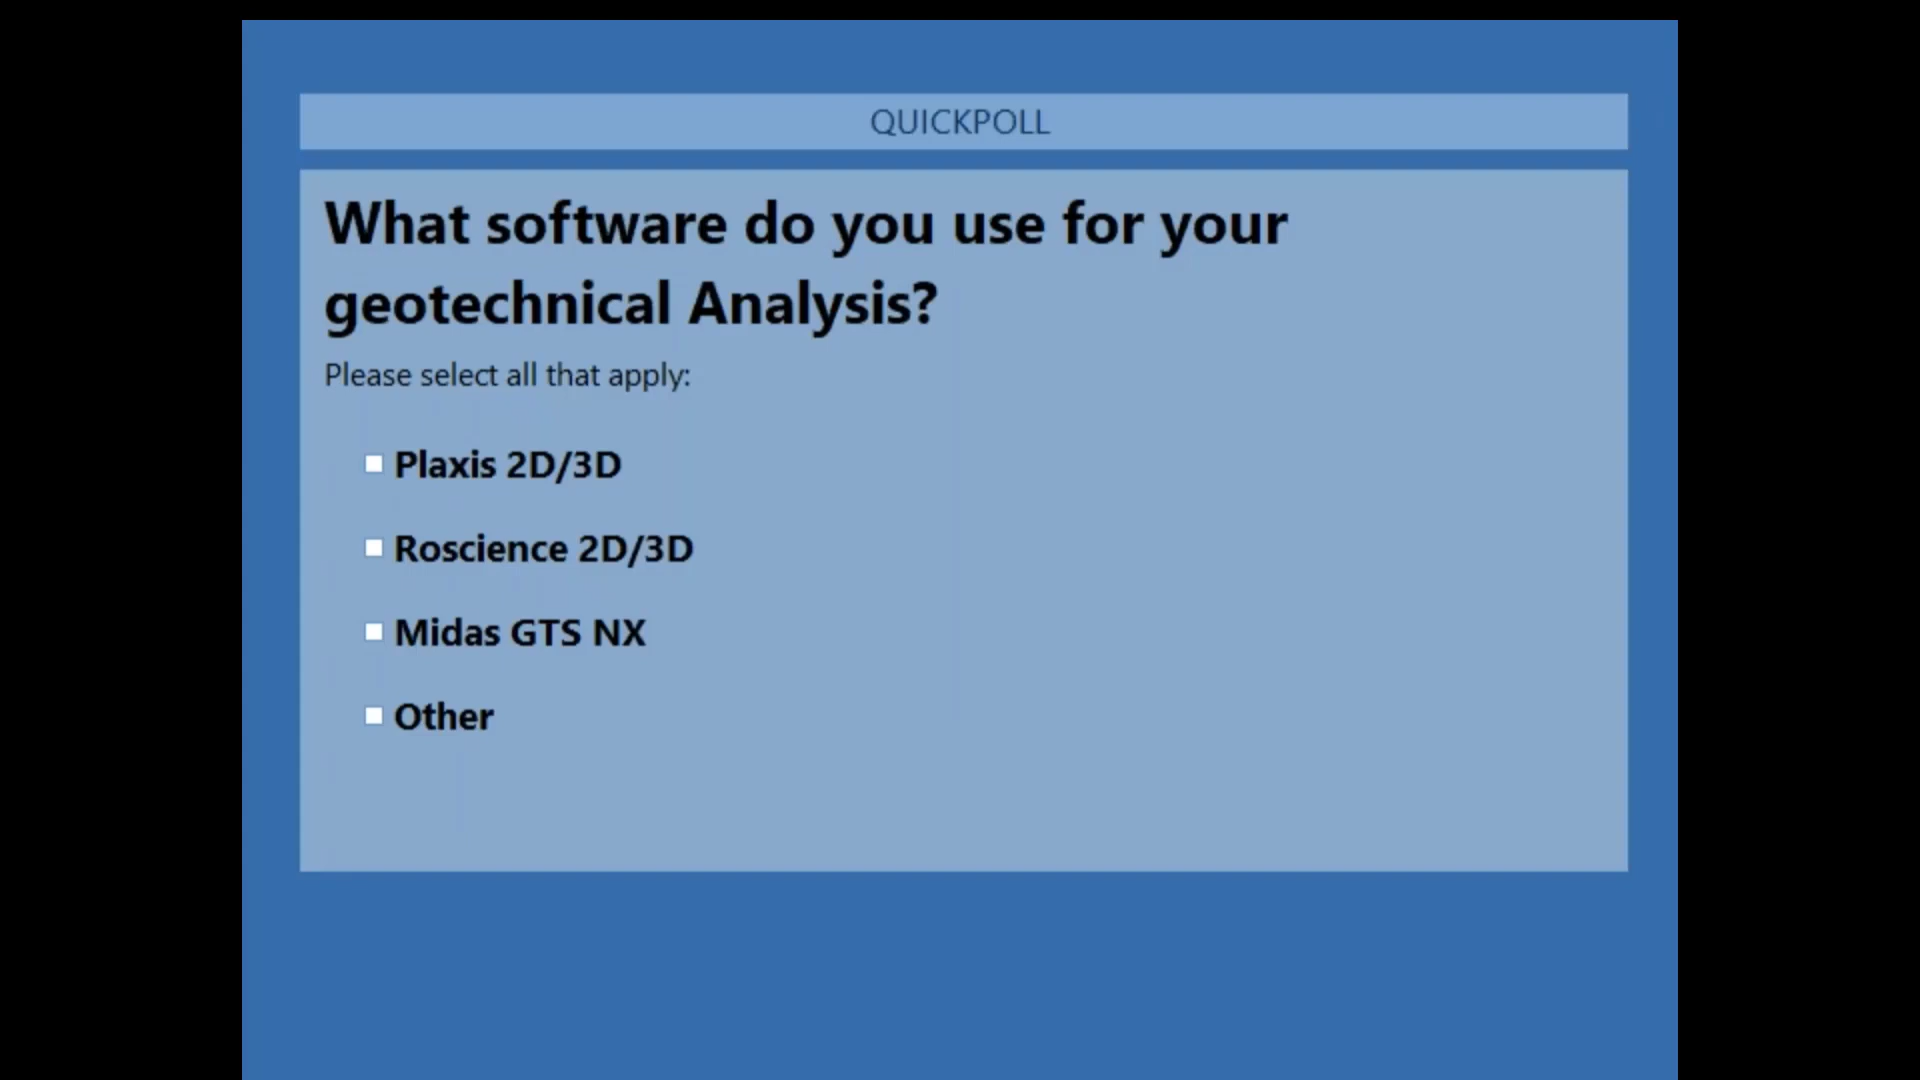 QUICKPOLL
What software do you use for your
geotechnical Analysis?
Please select all that apply:
Plaxis 2D/3D
Roscience 2D/3D
Midas GTS NX
Other